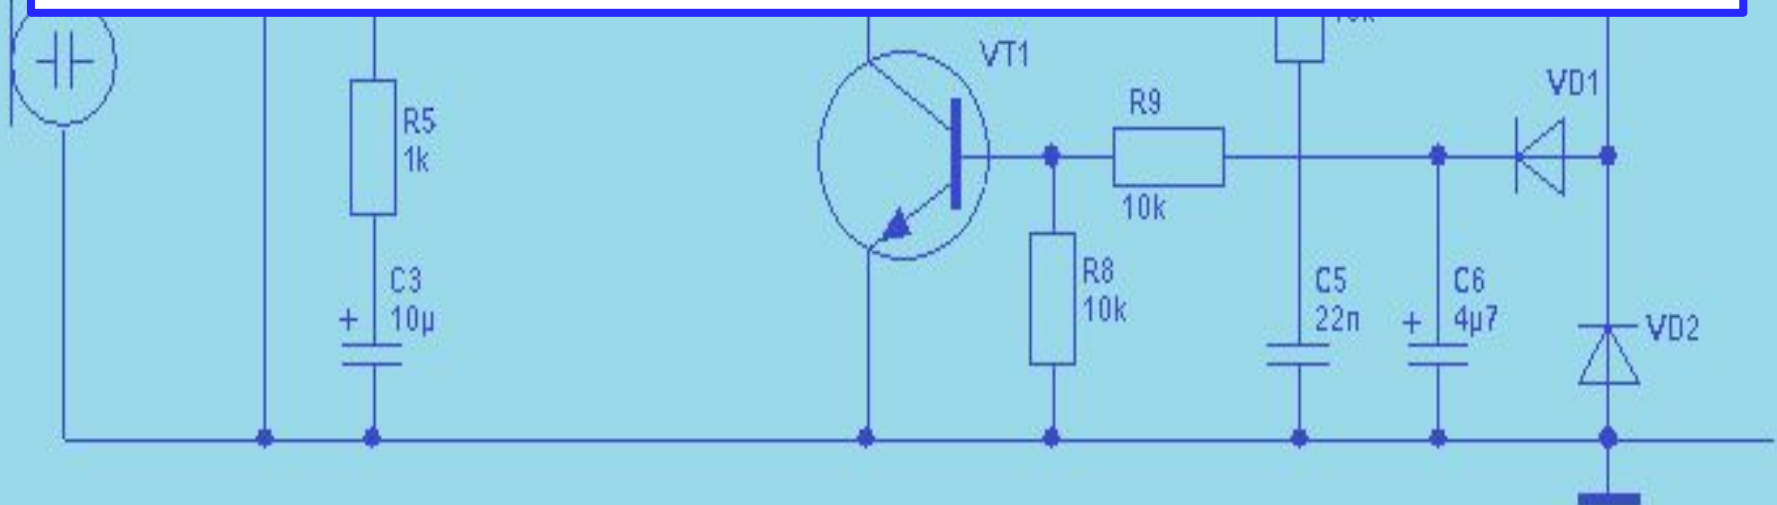 VT1
VD1
R9
R5
1k
10k
C3
+ 10µ
R8
10k
C5
22n
C6
+ 4µ7
VD2